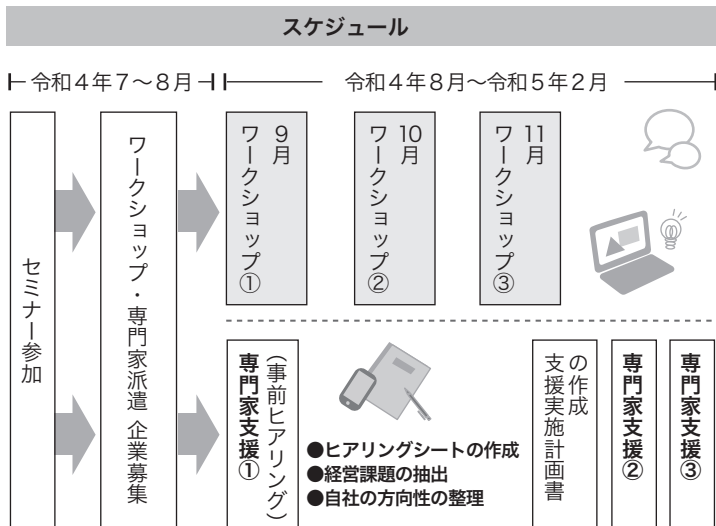 スケジュール
令和4年7～8月
令和4年8月～令和5年2月
セミナー参加
ワークショップ・専門家派遣 企業募集
9月
ワークショップ①
10月
ワークショップ②
11月
ワークショップ③
(事前ヒアリング)
専門家支援①
●ヒアリングシートの作成
●経営課題の抽出
●自社の方向性の整理
の作成
支援実施計画書
専門家支援②
専門家支援③